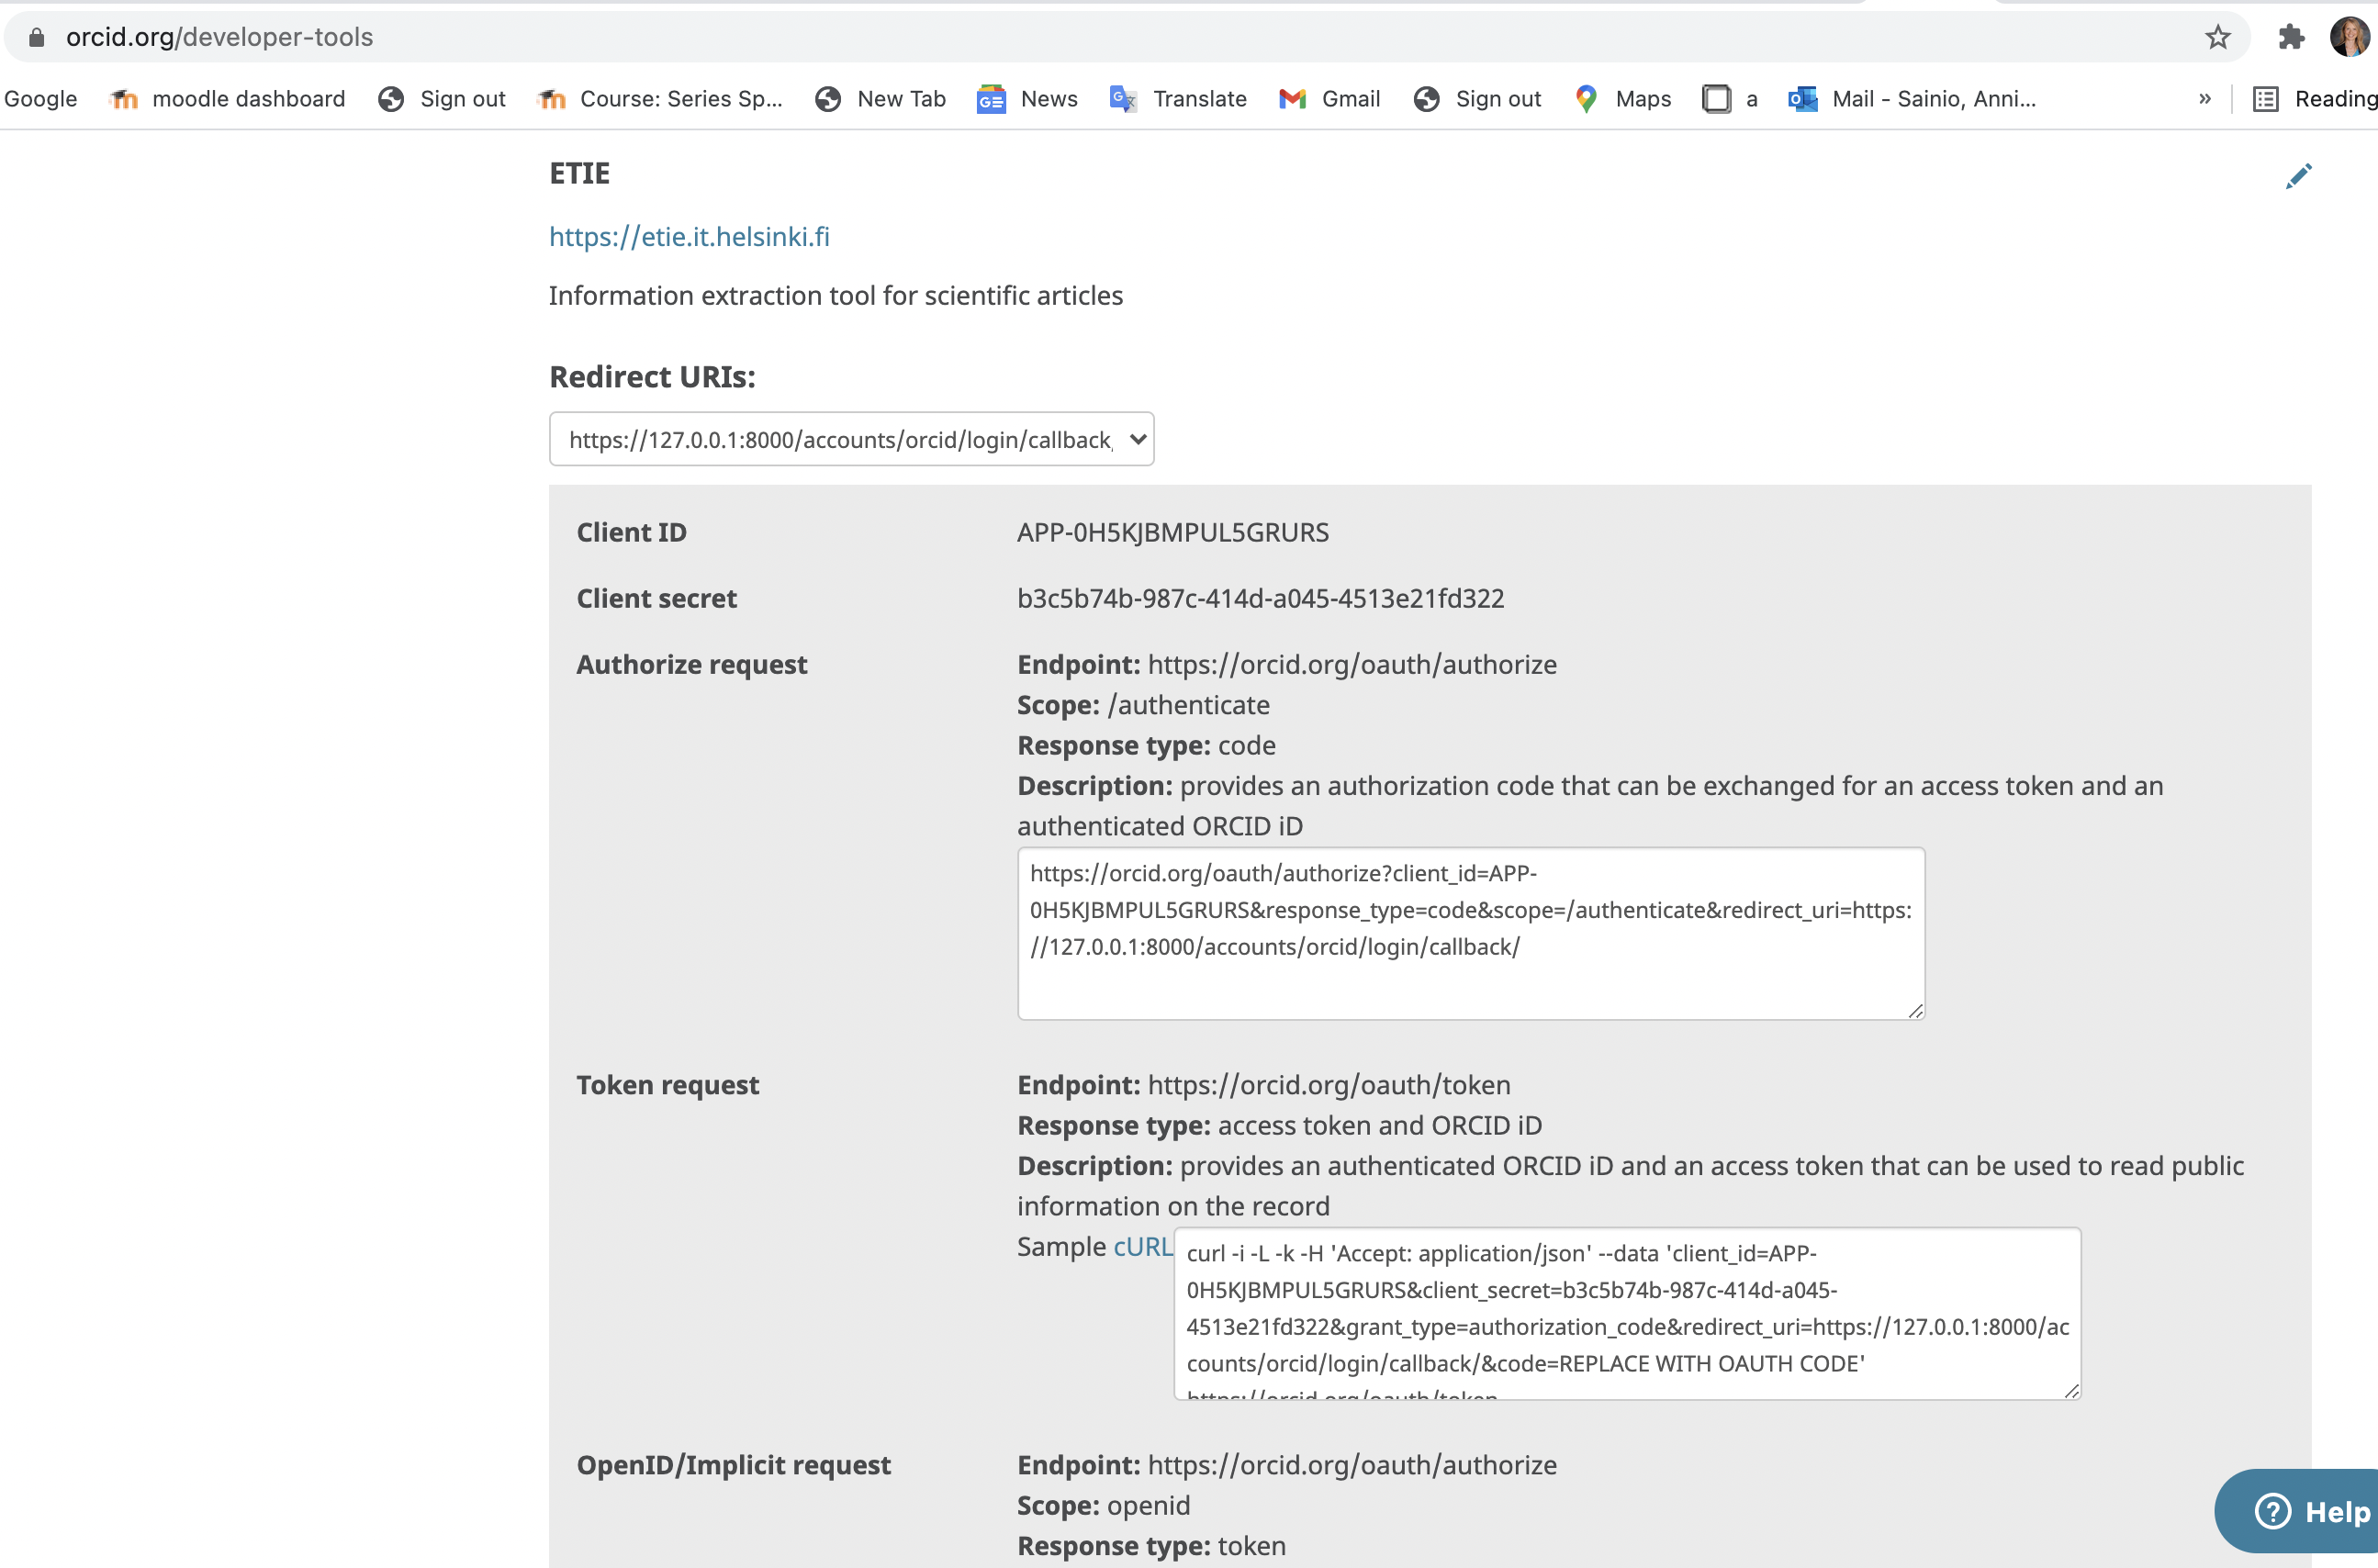 orcid.org/developer-tools
Google moodle dashboard Sign out Course: Series Sp... New Tab News Translate Gmail Sign out Maps a Mail - Sainio, Anni... » Reading
ETIE
https://etie.it.helsinki.fi
Information extraction tool for scientific articles
Redirect URIs:
https://127.0.0.1:8000/accounts/orcid/login/callback
Client ID APP-0H5KJBMPUL5GRURS
Client secret b3c5b74b-987c-414d-a045-4513e21fd322
Authorize request Endpoint: https://orcid.org/oauth/authorize
Scope: /authenticate
Response type: code
Description: provides an authorization code that can be exchanged for an access token and an
authenticated ORCID iD
https://orcid.org/oauth/authorize?client_id=APP-
0H5KJBMPUL5GRURS&response_type=code&scope=/authenticate&redirect_uri=https:
//127.0.0.1:8000/accounts/orcid/login/callback/
Token request Endpoint: https://orcid.org/oauth/token
Response type: access token and ORCID iD
Description: provides an authenticated ORCID iD and an access token that can be used to read public
information on the record
Sample cURL
curl -i -L -k -H 'Accept: application/json' --data 'client_id=APP-
0H5KJBMPUL5GRURS&client_secret=b3c5b74b-987c-414d-a045-
4513e21fd322&grant_type=authorization_code&redirect_uri=https://127.0.0.1:8000/ac
counts/orcid/login/callback/&code=REPLACE WITH OAUTH CODE'
https://orcid.org/oauth/token
OpenID/Implicit request Endpoint: https://orcid.org/oauth/authorize
Scope: openid
Response type: token
Help